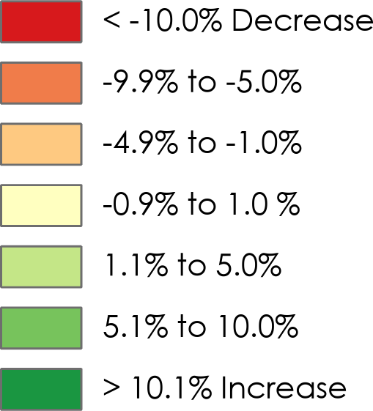 < -10.0% Decrease
-9.9% to -5.0%
-4.9% to -1.0%
-0.9% to 1.0 %
1.1% to 5.0%
5.1% to 10.0%
> 10.1% Increase